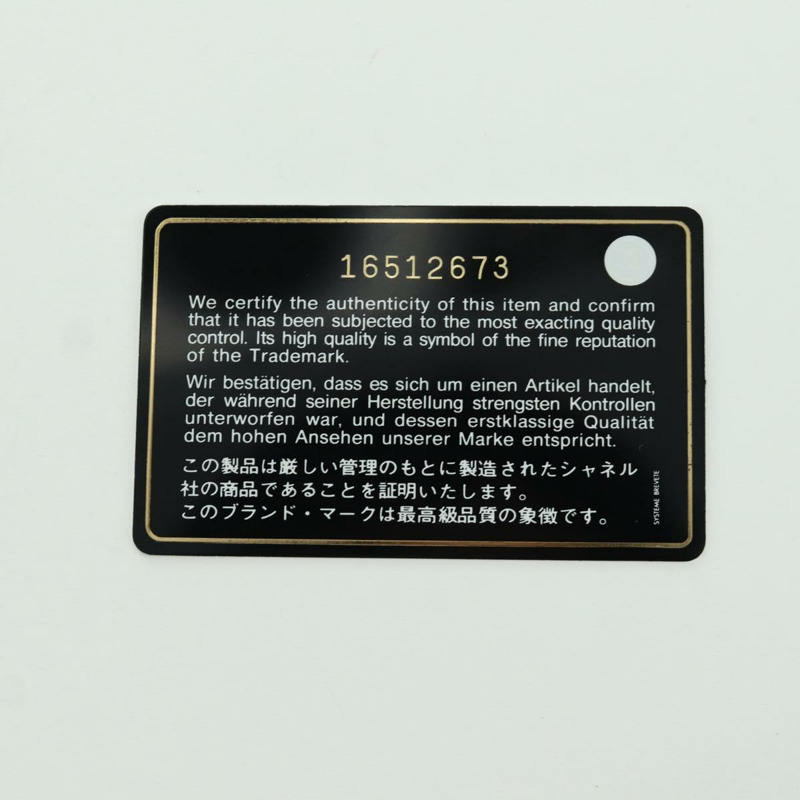 16512673
We certify the authenticity of this item and confirm
that it has been subjected to the most exacting quality
control. Its high quality is a symbol of the fine reputation
of the Trademark.
Wir bestätigen, dass es sich um einen Artikel handelt,
der während seiner Herstellung strengsten Kontrollen
unterworfen war, und dessen erstklassige Qualität
dem hohen Ansehen unserer Marke entspricht.
この製品は厳しい管理のもとに製造されたシャネル
社の商品であることを証明いたします。
このブランド・マークは最高級品質の象徴です。
SYSTEME BREVETE